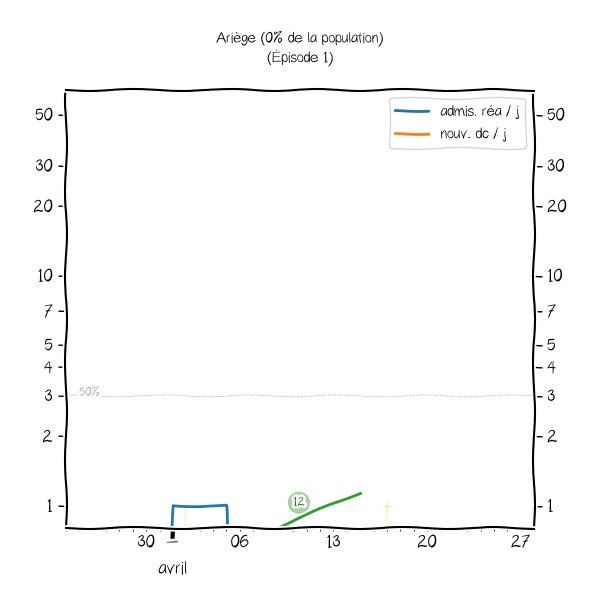 Ariège (0% de la population)
(Épisode 1)
admis. réa / j
nouv. dc / j
50 50
30 30
20 20
10 10
7 7
5 5
4 4
3 3
50%
2 2
1 1
12
30 06 13 20 27
avril